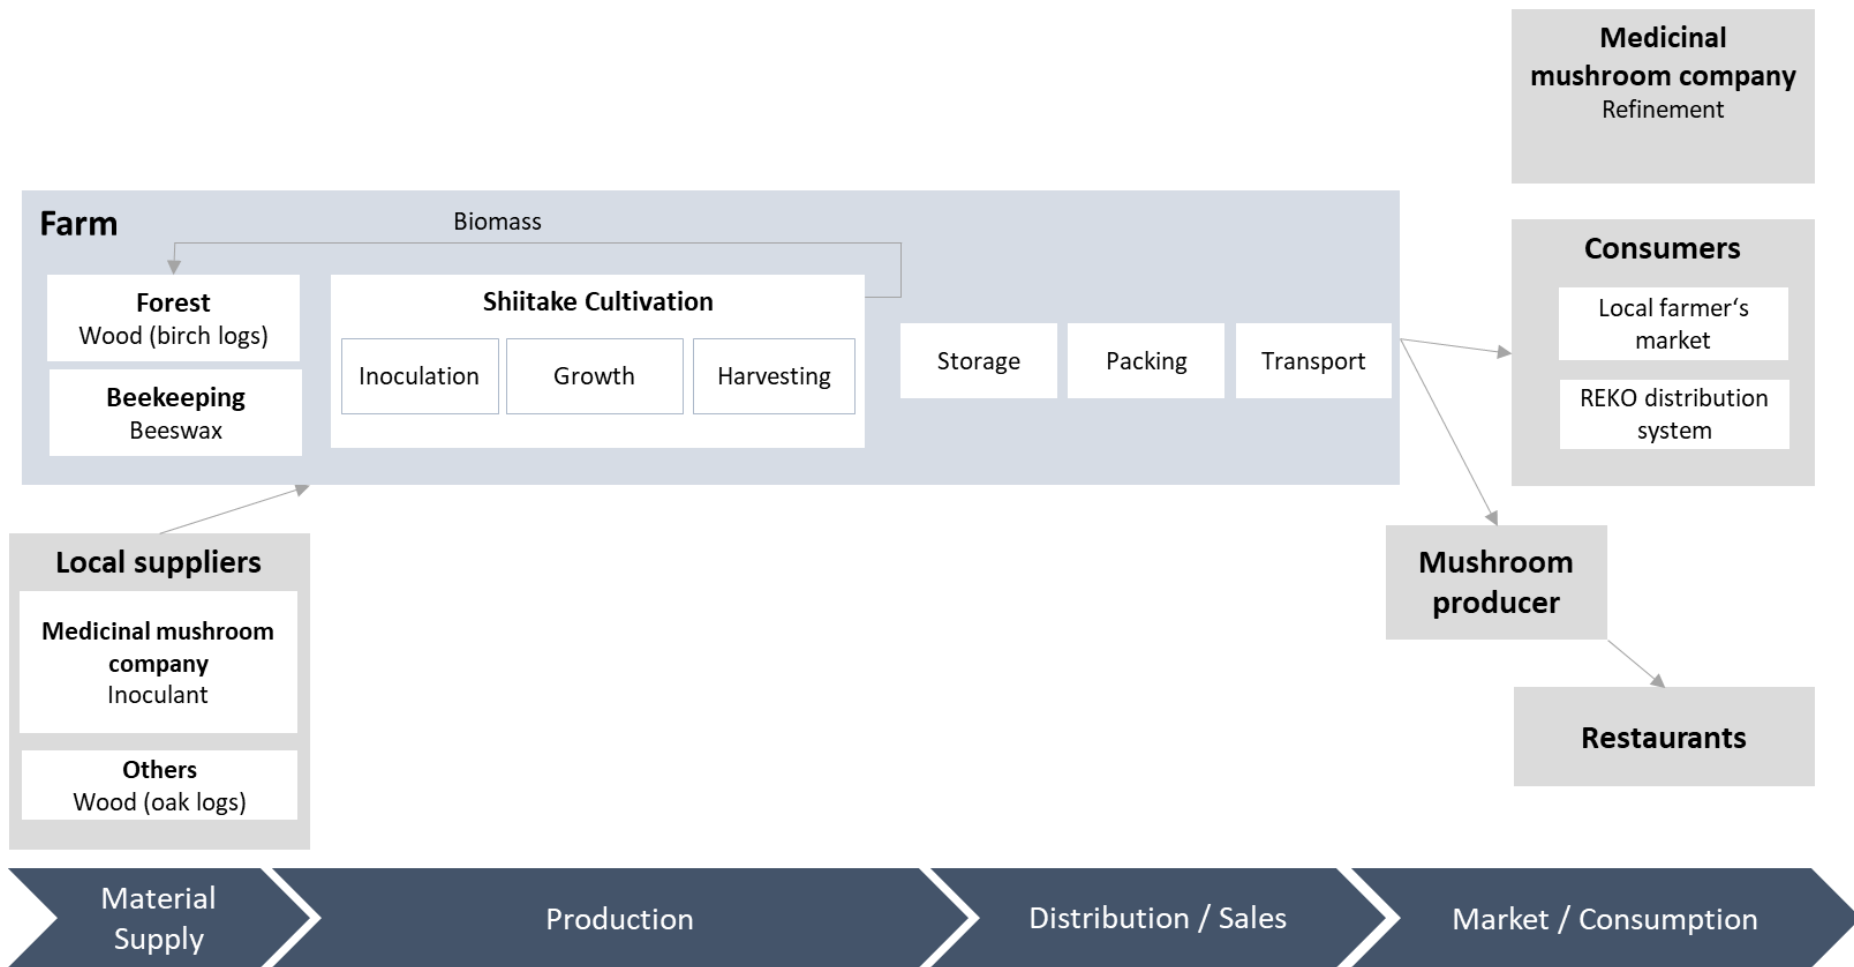 Medicinal
mushroom company
Refinement
Farm
Biomass
Forest
Wood (birch logs)
Beekeeping
Beeswax
Shiitake Cultivation
Inoculation
Growth
Harvesting
Storage
Packing
Transport
Consumers
Local farmer‘s
market
REKO distribution
system
Local suppliers
Medicinal mushroom
company
Inoculant
Others
Wood (oak logs)
Mushroom
producer
Restaurants
Material
Supply
Production
Distribution / Sales
Market / Consumption